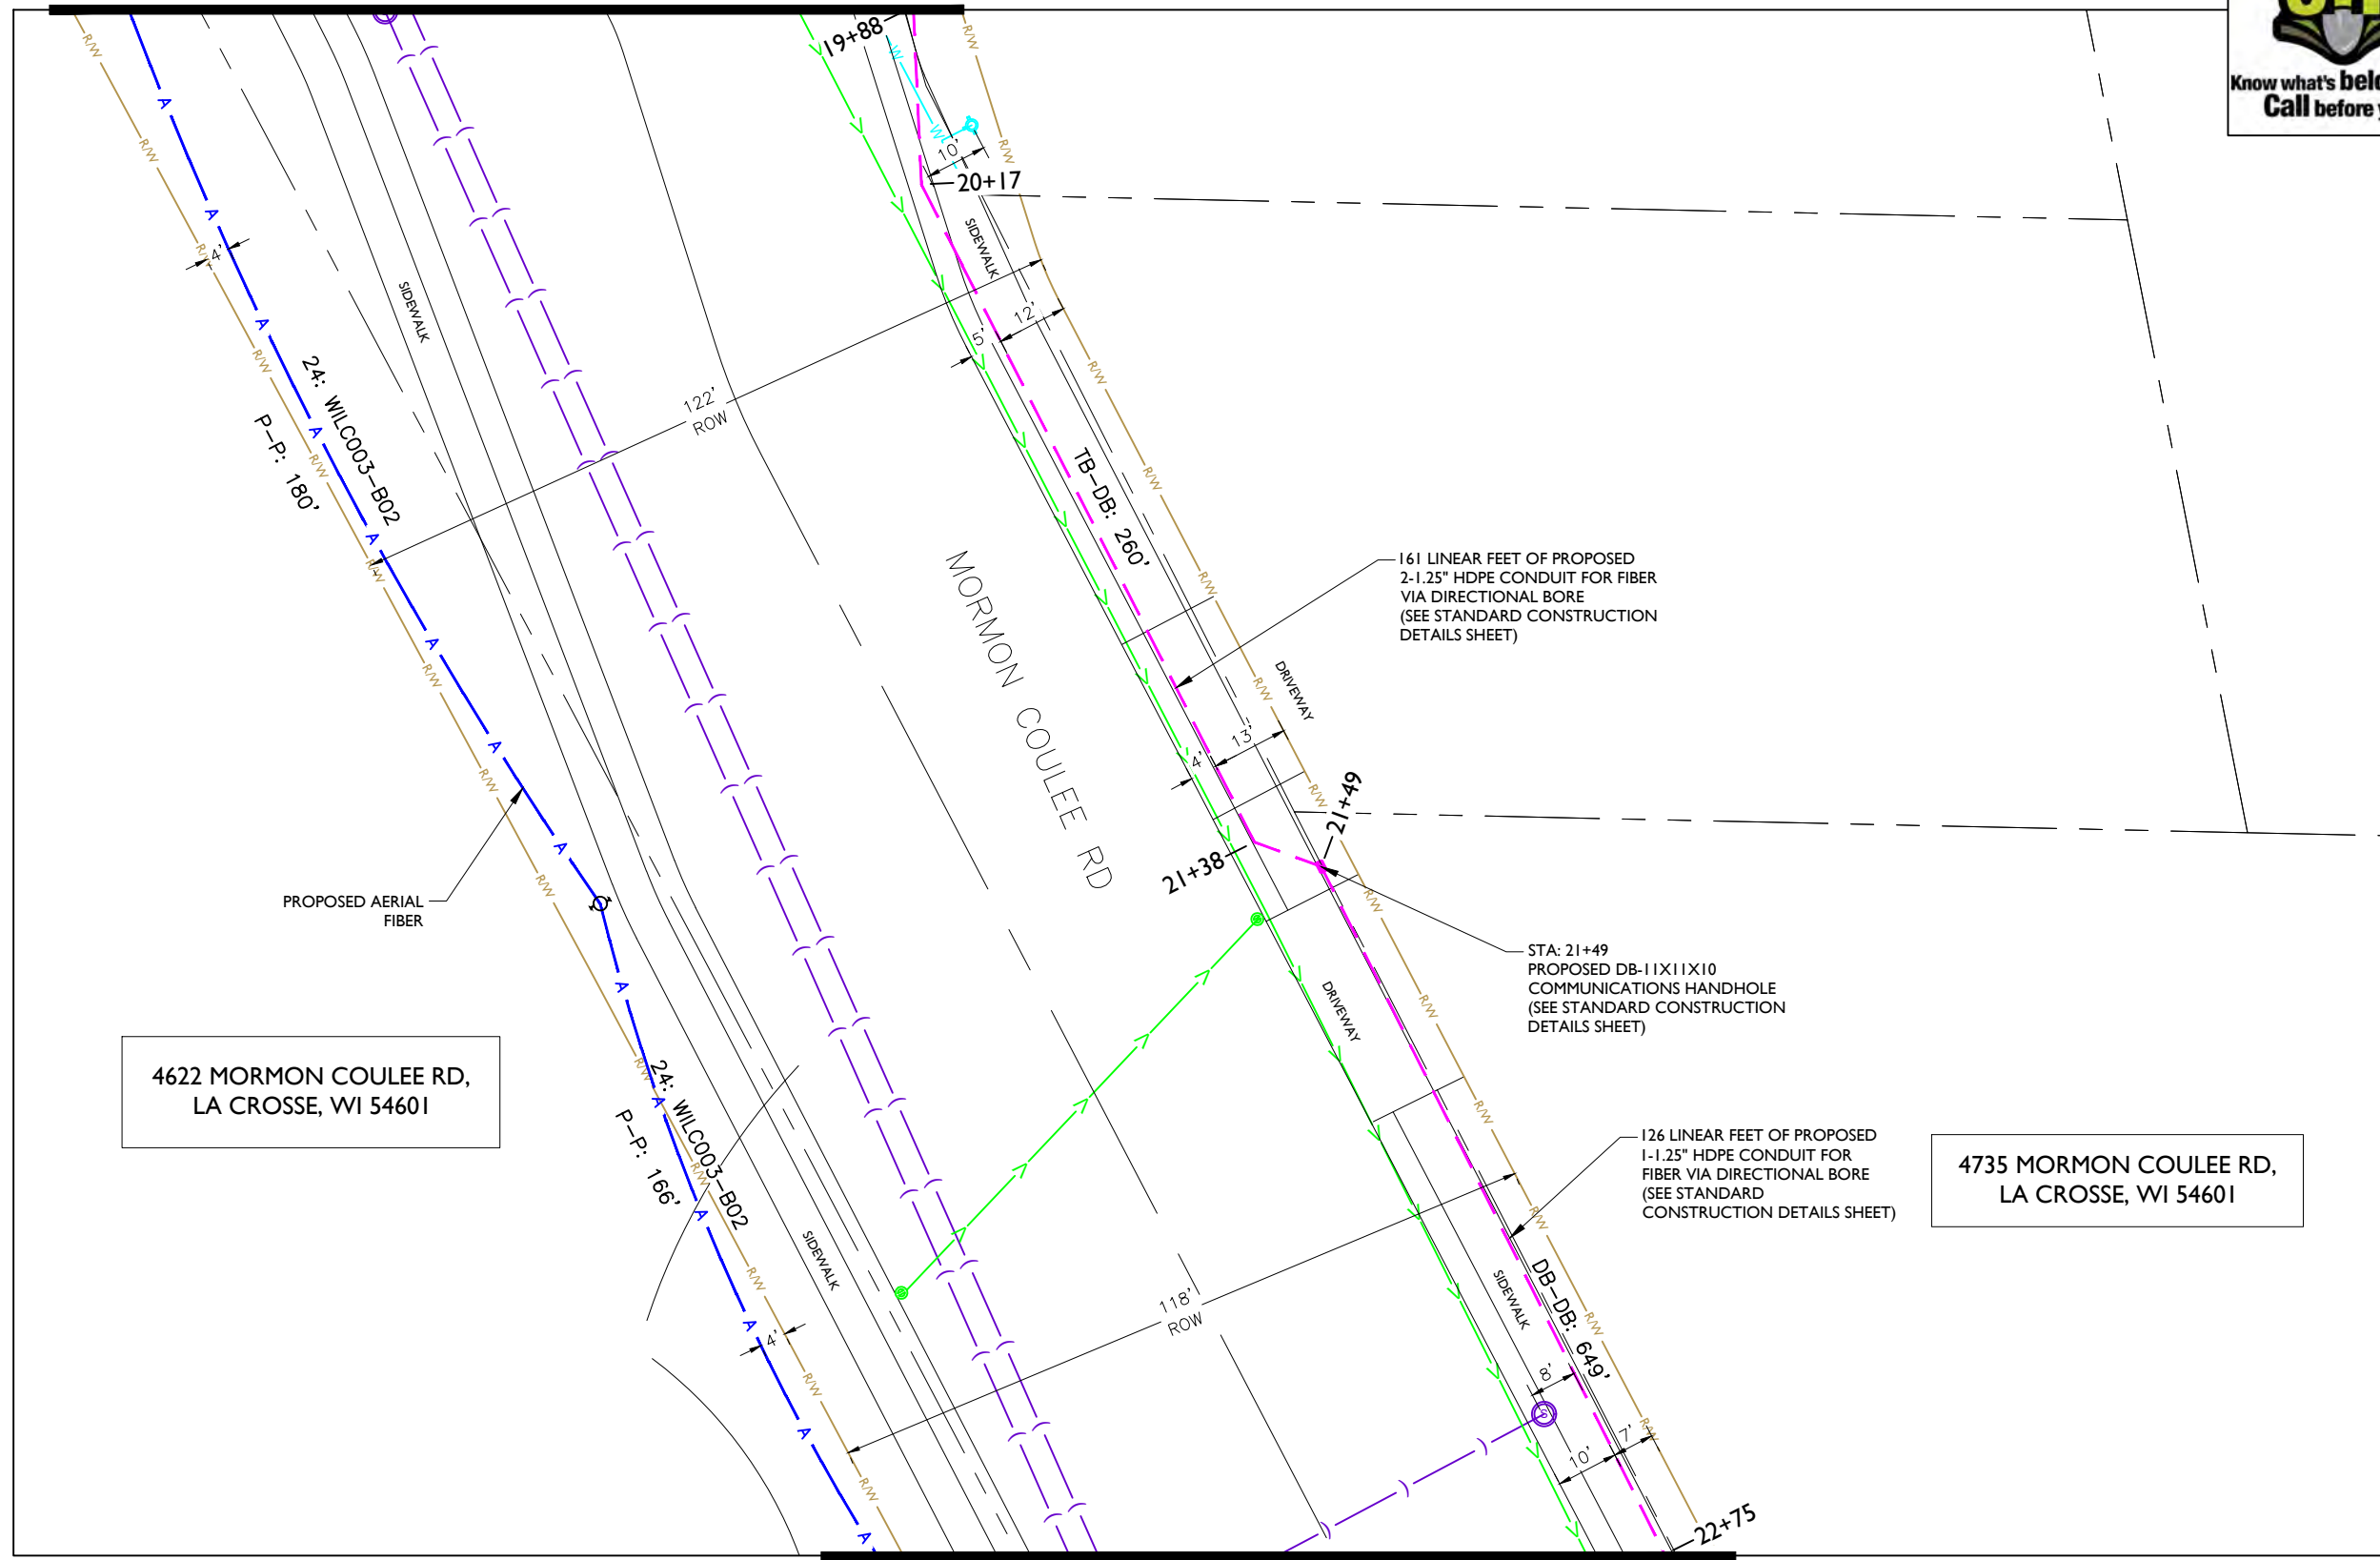 Know what's
Call before
19+88
R/W
R/W
W
W
10'
20+17
R/W
A
R/W
A
R/W
4'
SIDEWALK
SIDEWALK
A
R/W
12'
5'
R/W
24: WILC003-B02
P-P: 180'
122'
ROW
A
R/W
A
R/W
TB-DB: 260'
R/W
MORMON COULEE RD
161 LINEAR FEET OF PROPOSED
2-1.25" HDPE CONDUIT FOR FIBER
VIA DIRECTIONAL BORE
(SEE STANDARD CONSTRUCTION
DETAILS SHEET)
R/W
A
R/W
DRIVEWAY
R/W
13'
4'
A
R/W
R/W
21+49
21+38
A
R/W
R/W
PROPOSED AERIAL
FIBER
STA: 21+49
PROPOSED DB-11X11X10
COMMUNICATIONS HANDHOLE
(SEE STANDARD CONSTRUCTION
DETAILS SHEET)
A
DRIVEWAY
R/W
4622 MORMON COULEE RD,
LA CROSSE, WI 54601
R/W
A
24: WILC003-B02
P-P: 166'
R/W
R/W
126 LINEAR FEET OF PROPOSED
1-1.25" HDPE CONDUIT FOR
FIBER VIA DIRECTIONAL BORE
(SEE STANDARD
CONSTRUCTION DETAILS SHEET)
4735 MORMON COULEE RD,
LA CROSSE, WI 54601
A
R/W
SIDEWALK
R/W
118'
ROW
SIDEWALK
DB-DB: 649'
R/W
A
4'
R/W
8'
S
A
R/W
7'
10'
R/W
A
22+75